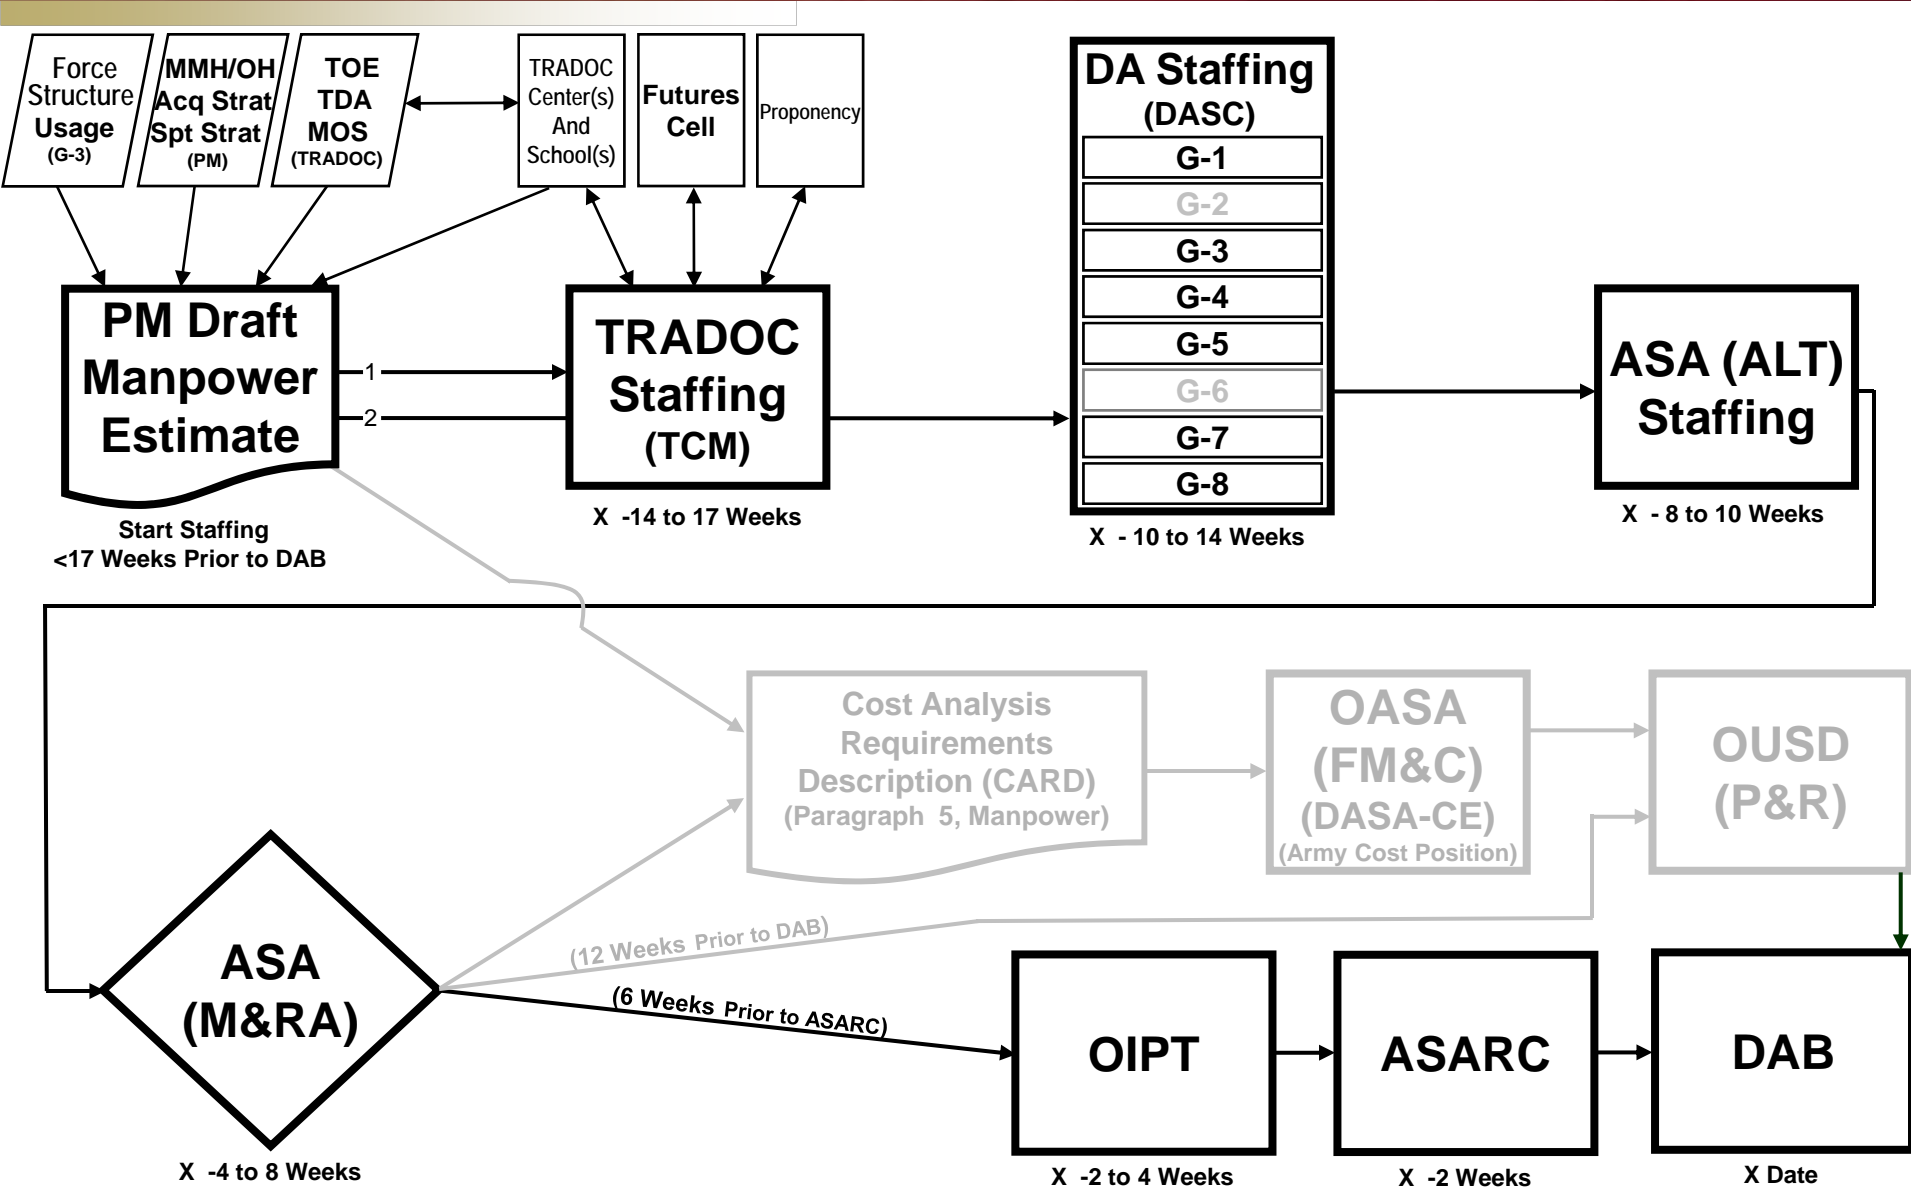 Force
Structure
Usage
(G-3)
MMH/OH
Acq Strat
Spt Strat
(PM)
TOE
TDA
MOS
(TRADOC)
TRADOC
Center(s)
And
School(s)
Futures
Cell
Proponency
DA Staffing
(DASC)
G-1
G-2
G-3
G-4
G-5
G-6
G-7
G-8
PM Draft
Manpower
Estimate
1
2
TRADOC
Staffing
(TCM)
ASA (ALT)
Staffing
Start Staffing
<17 Weeks Prior to DAB
X -14 to 17 Weeks
X - 10 to 14 Weeks
X - 8 to 10 Weeks
Cost Analysis
Requirements
Description (CARD)
(Paragraph 5, Manpower)
OASA
(FM&C)
(DASA-CE)
(Army Cost Position)
OUSD
(P&R)
ASA
(M&RA)
(12 Weeks Prior to DAB)
(6 Weeks Prior to ASARC)
OIPT
ASARC
DAB
X -4 to 8 Weeks
X -2 to 4 Weeks
X -2 Weeks
X Date